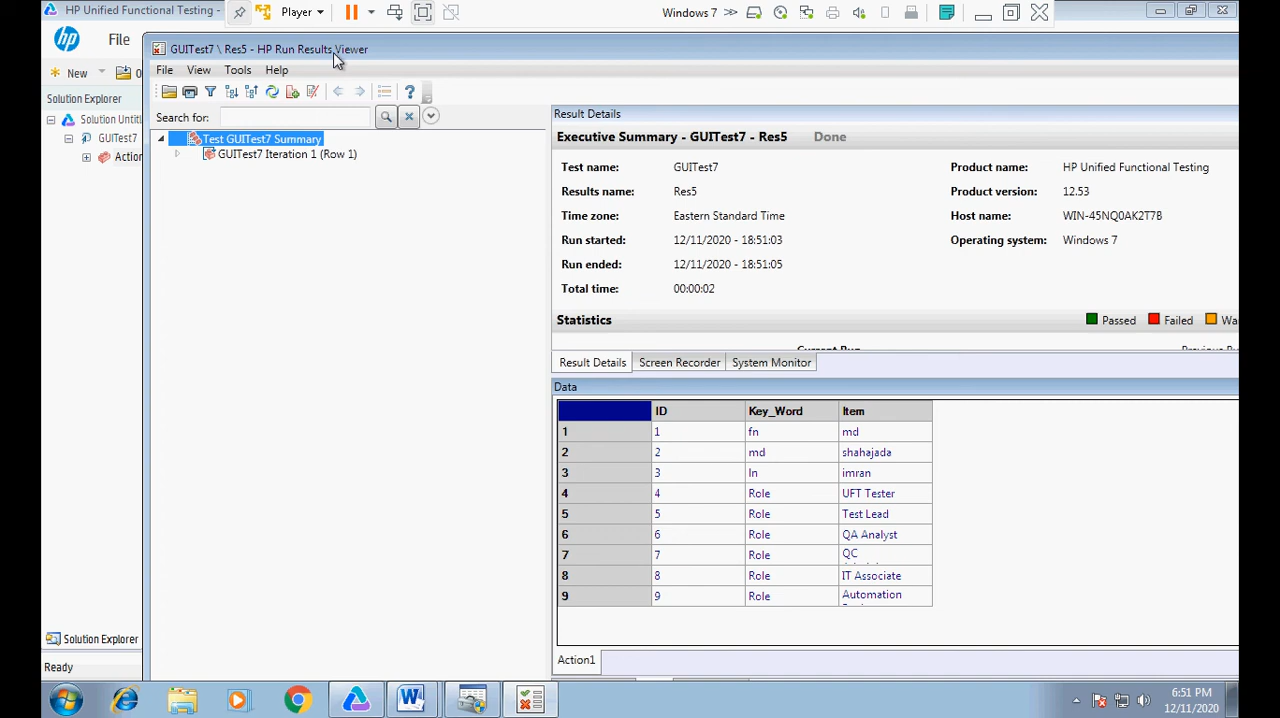 HP Unified Functional Testing -
Player
Windows 7
hp
File
New
O
Solution Explorer
Solution Untit
GUITest7
Action
GUITest7 \ Res5 - HP Run Results Viewer
File View Tools Help
Search for:
Test GUITest7 Summary
GUITest7 Iteration 1 (Row 1)
Result Details
Executive Summary - GUITest7 - Res5 Done
Test name: GUITest7 Product name: HP Unified Functional Testing
Results name: Res5 Product version: 12.53
Time zone: Eastern Standard Time Host name: WIN-45NQ0AK2T7B
Run started: 12/11/2020 - 18:51:03 Operating system: Windows 7
Run ended: 12/11/2020 - 18:51:05
Total time: 00:00:02
Statistics Passed Failed Wa
Current Run Previous Ru
Result Details Screen Recorder System Monitor
Data
ID Key_Word Item
1 1 fn md
2 2 md shahajada
3 3 ln imran
4 4 Role UFT Tester
5 5 Role Test Lead
6 6 Role QA Analyst
7 7 Role QC
8 8 Role IT Associate
9 9 Role Automation
Action1
Solution Explorer
Ready
6:51 PM
12/11/2020